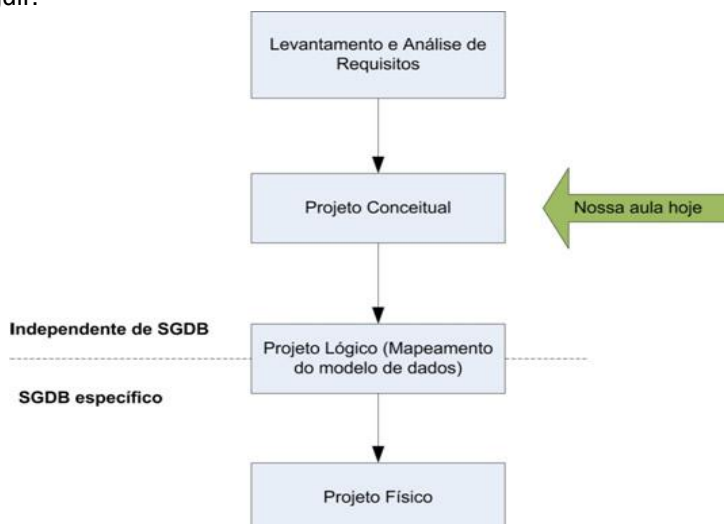 Levantamento e Análise de
Requisitos
Projeto Conceitual
Nossa aula hoje
Independente de SGDB
Projeto Lógico (Mapeamento
do modelo de dados)
SGDB específico
Projeto Físico